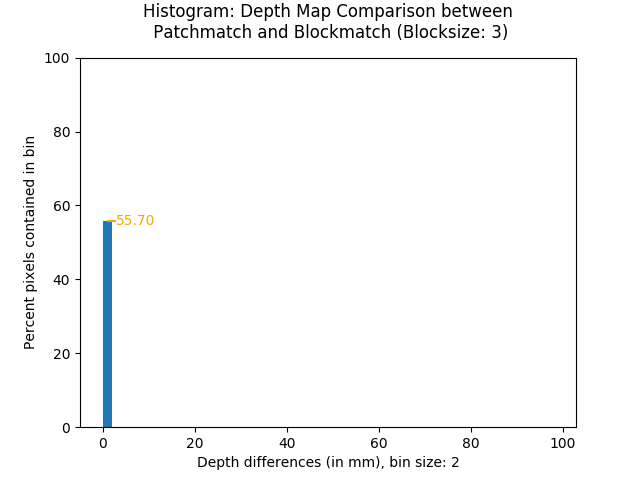 Histogram: Depth Map Comparison between
Patchmatch and Blockmatch (Blocksize: 3)
100
80
60
40
20
0
Percent pixels contained in bin
55.70
0 20 40 60 80 100
Depth differences (in mm), bin size: 2